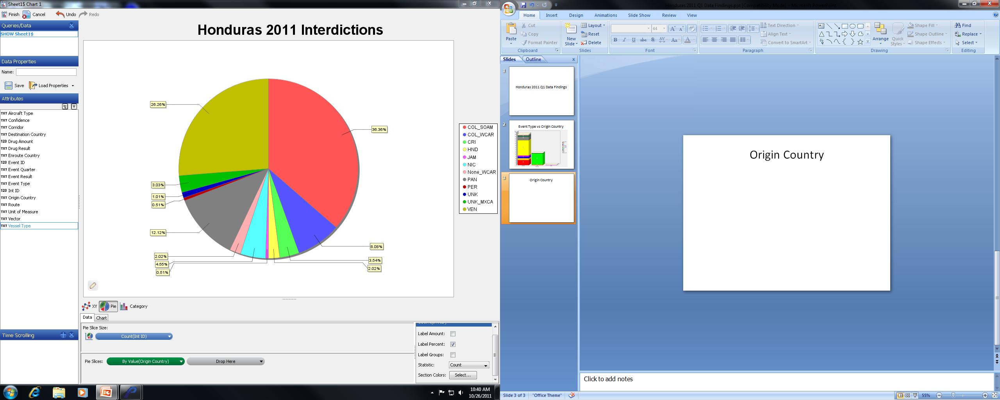 Sheet1$ Chart 1
Finish Cancel Undo Redo
Queries/Data
SHOW Sheet1$
Data Properties
Name:
Save Load Properties
Attributes
TXT Aircraft Type
TXT Confidence
TXT Corridor
TXT Destination Country
123 Drug Amount
TXT Drug Result
TXT Enroute Country
123 Event ID
TXT Event Quarter
TXT Event Result
TXT Event Type
123 Int ID
TXT Origin Country
TXT Route
TXT Unit of Measure
TXT Vector
TXT Vessel Type
Time Scrolling
Honduras 2011 Interdictions
26.26%
36.36%
3.03%
1.01%
0.51%
12.12%
2.02%
4.55%
0.51%
8.08%
3.54%
2.02%
COL_SOAM
COL_WCAR
CRI
HND
JAM
NIC
None_WCAR
PAN
PER
UNK
UNK_MXCA
VEN
XY Pie Category
Data Chart
Pie Slice Size:
Count(Int ID)
Pie Slices: By Value(Origin Country) Drop Here
Label Amount:
Label Percent:
Label Groups:
Statistic: Count
Section Colors: Select...
10:40 AM
10/26/2011
Honduras 2011 Q1 Data Findings.ppt [Compatibility Mode] - Microsoft PowerPoint
Home Insert Design Animations Slide Show Review View
Paste
Cut
Copy
Format Painter
Clipboard
New Slide
Layout
Reset
Delete
Slides
44
B I U abc S AV Aa A
Font
Text Direction
Align Text
Convert to SmartArt
Paragraph
Arrange
Quick Styles
Shape Fill
Shape Outline
Shape Effects
Drawing
Find
Replace
Select
Editing
Slides Outline x
1
Honduras 2011 Q1 Data Findings
2
Event Type vs Origin Country
3
Origin Country
Origin Country
Click to add notes
Slide 3 of 3 "Office Theme" 55%